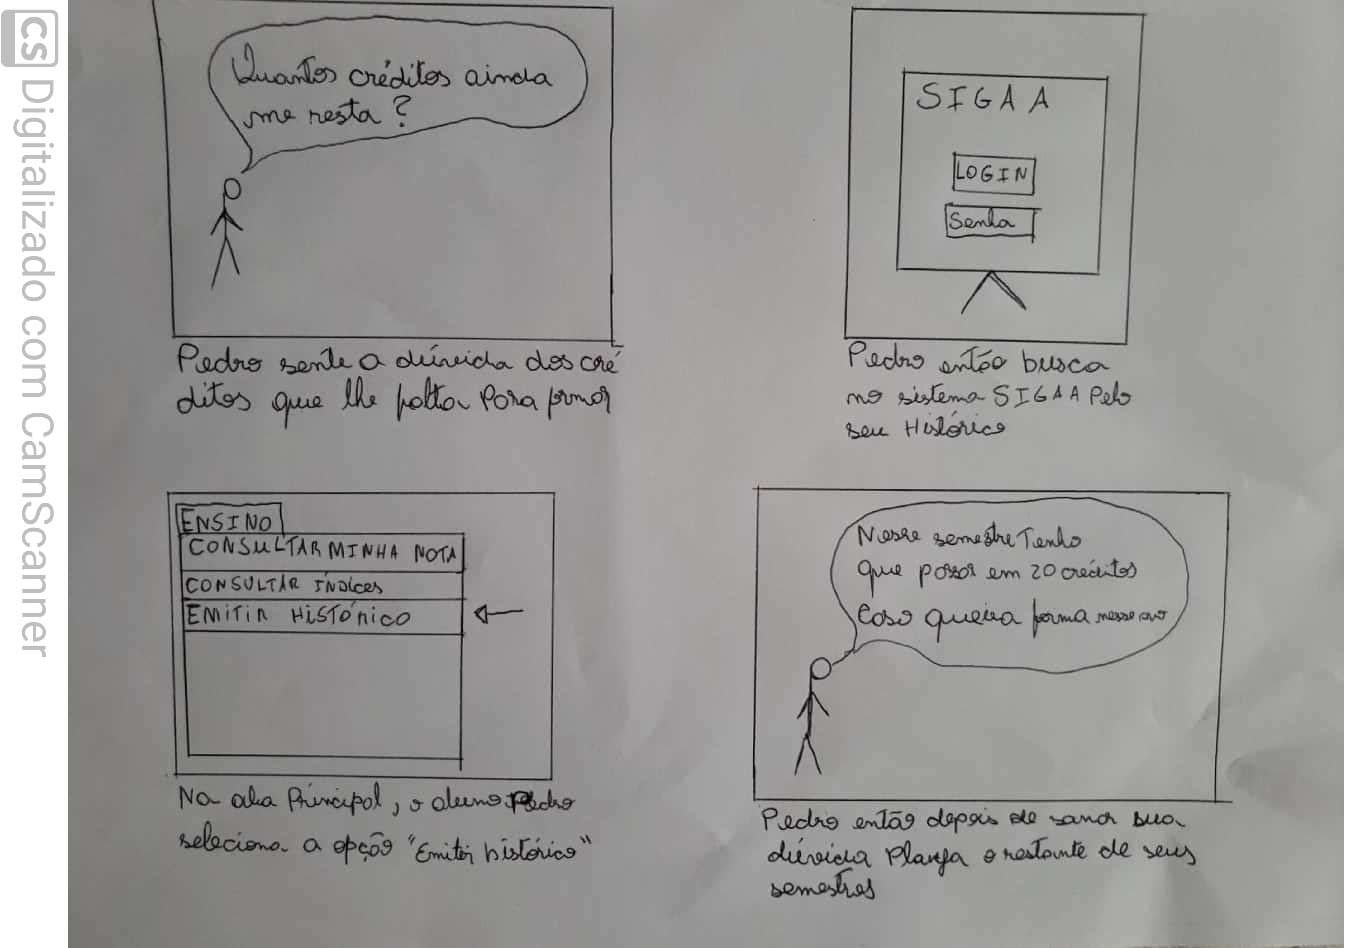 CS Digitalizado com CamScanner
Quantos créditos ainda
me resta?
Pedro sente a dúvida dos cré
ditos que lhe falta para formar
SIGAA
LOGIN
Senha
Pedro então busca
no sistema SIGAA Pelo
seu Histórico
ENSINO
CONSULTAR MINHA NOTA
CONSULTAR ÍNDICES
EMITIR HISTÓRICO
Na aba Principal, o aluno Pedro
seleciona a opção "Emitir histórico"
Nesse semestre Tenho
que passar em 20 créditos
Caso queira forma nesse ano
Pedro então depois de sanar sua
dúvida Planeja o restante de seus
semestres